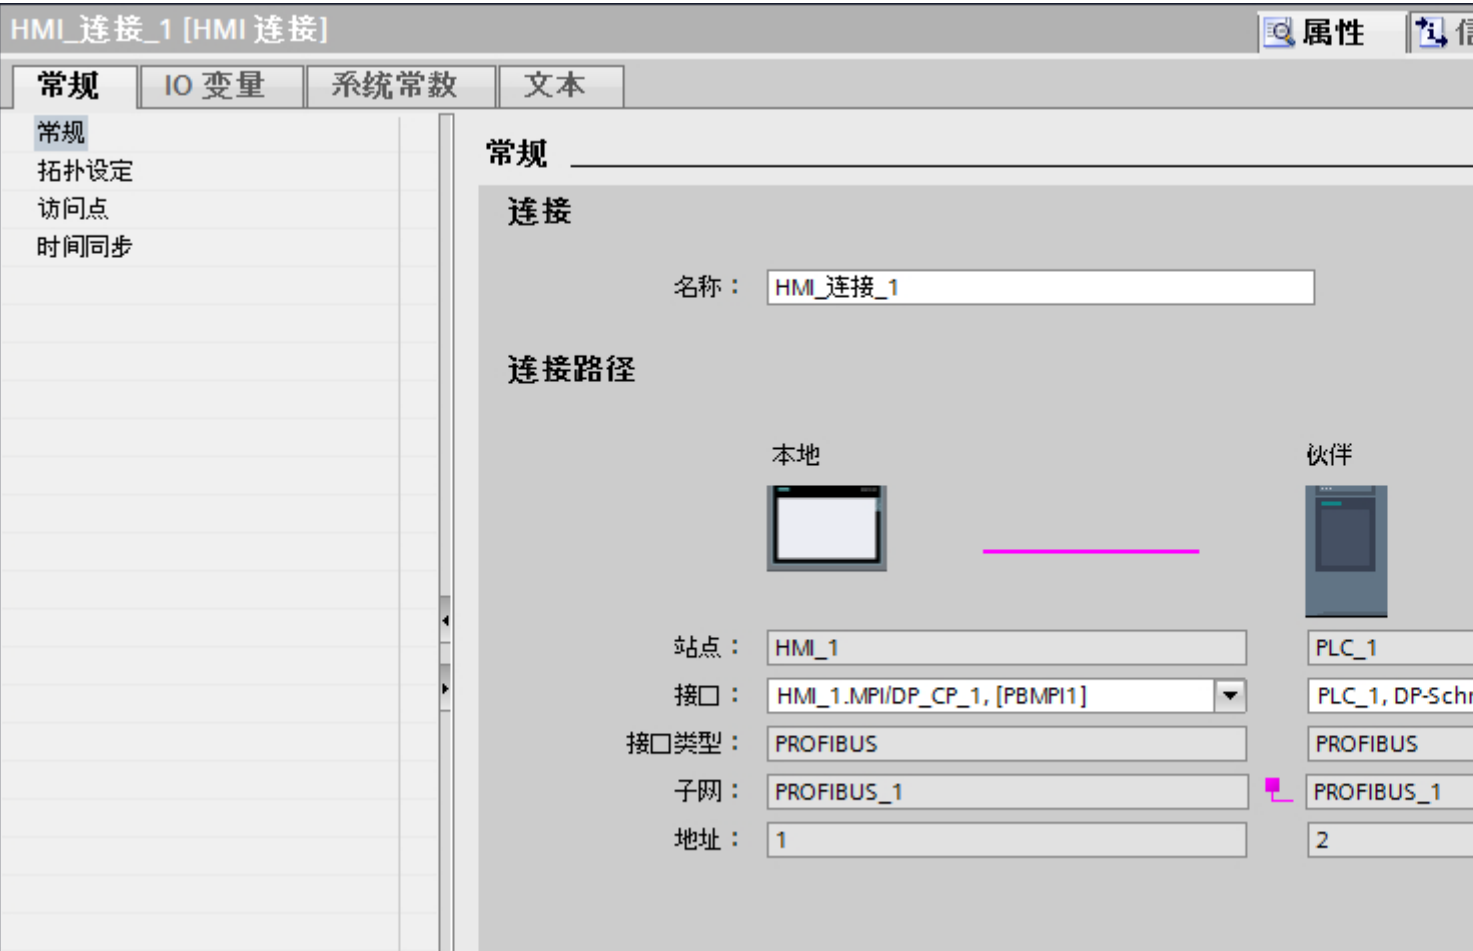 HMI_连接_1 [HMI 连接]
属性
常规 IO 变量 系统常数 文本
常规
拓扑设定
访问点
时间同步
常规
连接
名称： HMI_连接_1
连接路径
本地 伙伴
站点： HMI_1 PLC_1
接口： HMI_1.MPI/DP_CP_1, [PBMPI1] PLC_1, DP-Sch
接口类型： PROFIBUS PROFIBUS
子网： PROFIBUS_1 PROFIBUS_1
地址： 1 2